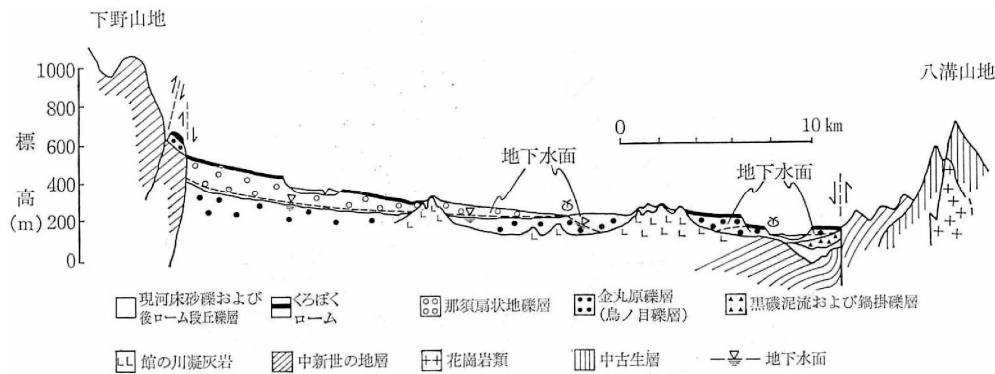 下野山地
八溝山地
1000
800
600
400
200
0
標
高
(m)
0
10 km
地下水面
地下水面
現河床砂礫および
後ローム段丘礫層
くろぼく
ローム
那須扇状地礫層
金丸原礫層
(鳥ノ目礫層)
黒磯泥流および鍋掛礫層
館の川凝灰岩
中新世の地層
花崗岩類
中古生層
地下水面